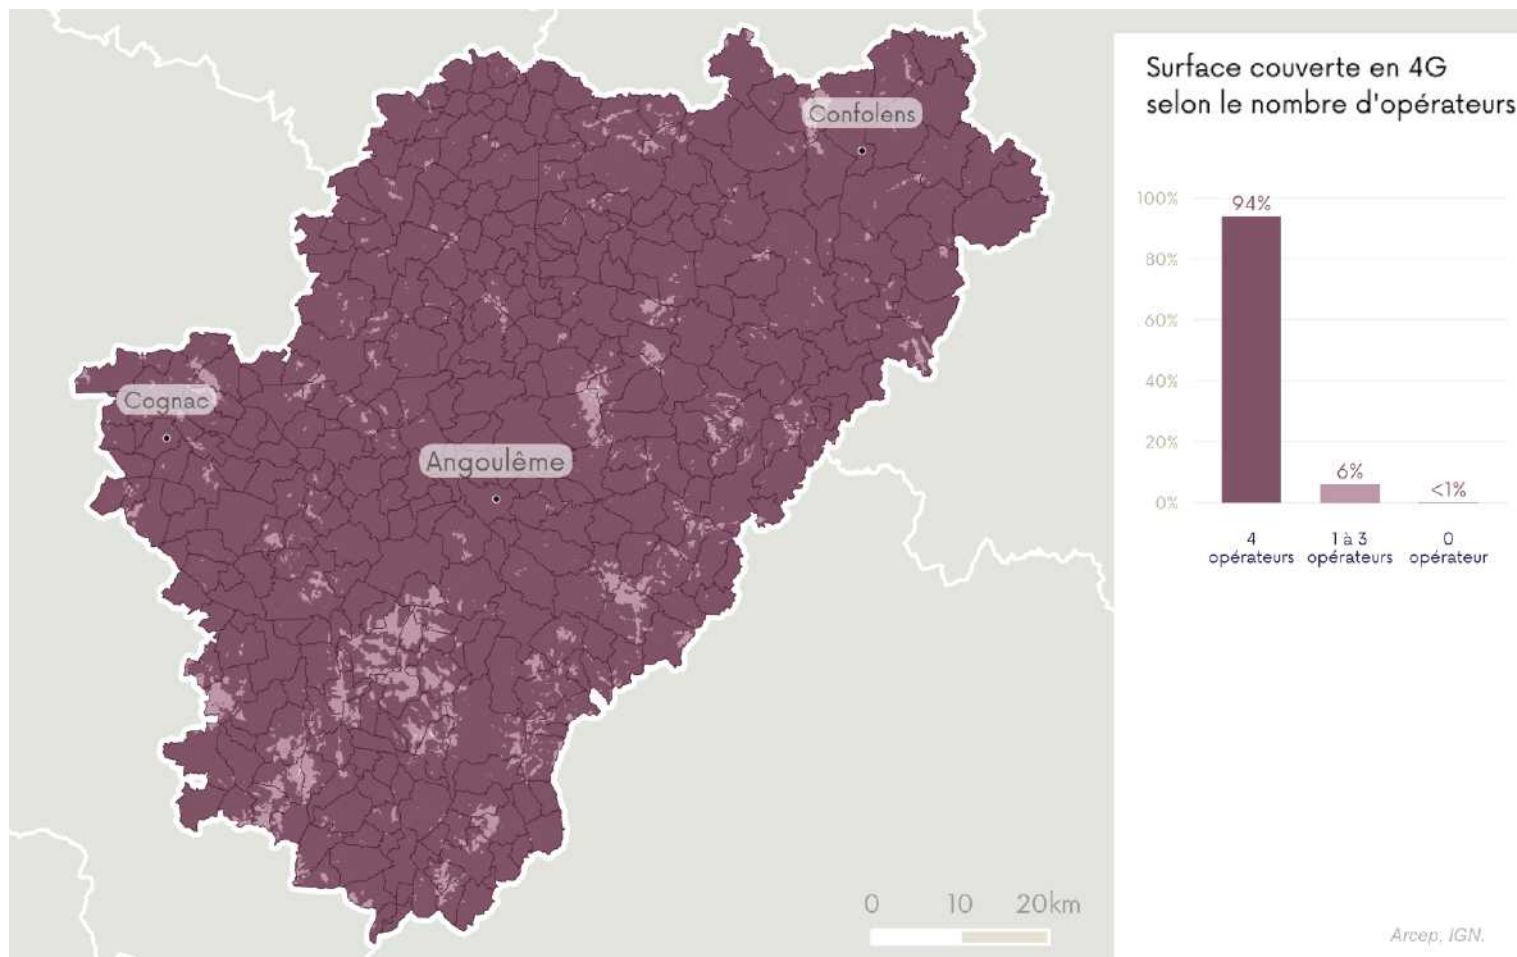 Surface couverte en 4G
selon le nombre d'opérateurs
Confolens
Cognac
Angoulême
100%
80%
60%
40%
20%
0%
94%
6%
<1%
4
opérateurs
1 à 3
opérateurs
0
opérateur
0 10 20km
Arcep, IGN.